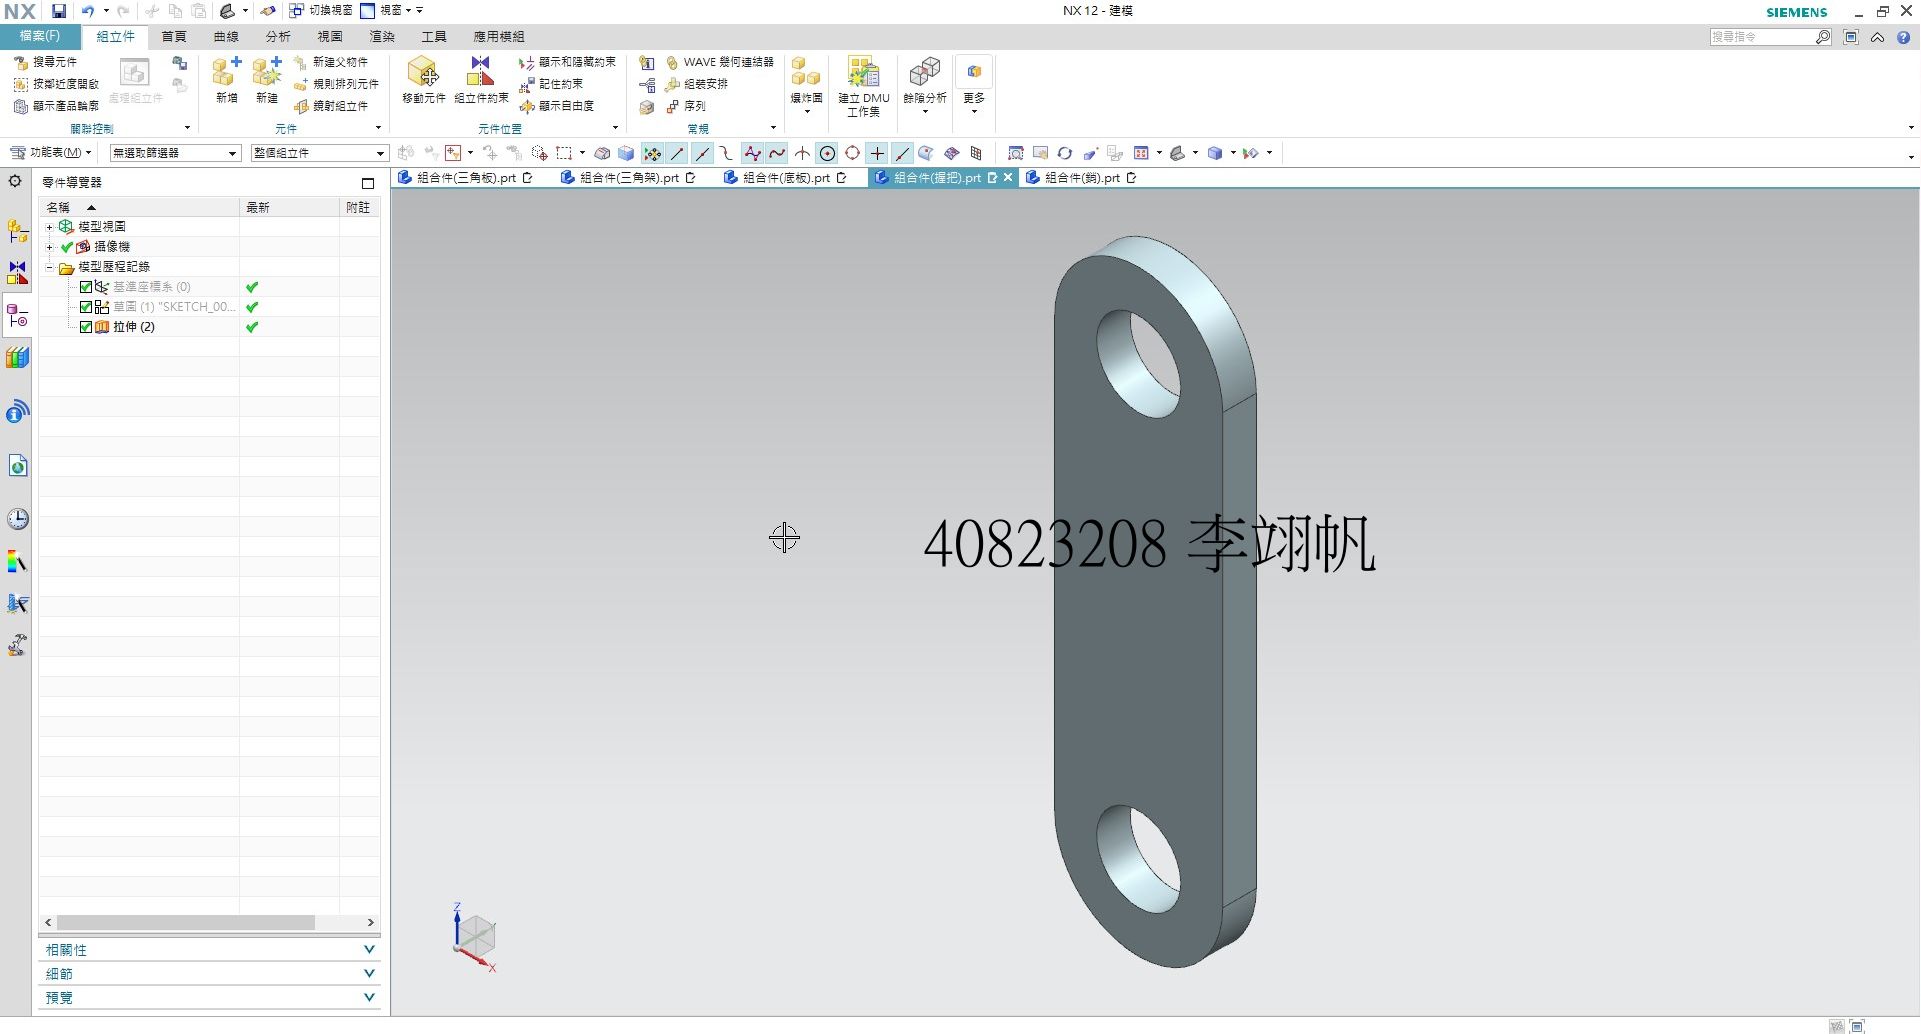 NX
切換視窗
視窗
NX 12 - 建模
SIEMENS
檔案(F)
組立件
首頁
曲線
分析
視圖
渲染
工具
應用模組
搜尋指令
搜尋元件
按鄰近度開啟
顯示產品輪廓
處理組立件
關聯控制
新增
新建
新建父物件
規則排列元件
鏡射組立件
元件
移動元件
組立件約束
顯示和隱藏約束
記住約束
顯示自由度
元件位置
WAVE 幾何連結器
組裝安排
序列
常規
爆炸圖
建立 DMU
工作集
餘隙分析
更多
功能表(M)
無選取篩選器
整個組立件
組合件(三角板).prt
組合件(三角架).prt
組合件(底板).prt
組合件(握把).prt
組合件(銷).prt
零件導覽器
名稱
最新
附註
模型視圖
攝像機
模型歷程記錄
基準座標系 (0)
草圖 (1) "SKETCH_00...
拉伸 (2)
40823208 李翊帆
Z
X
相關性
細節
預覽